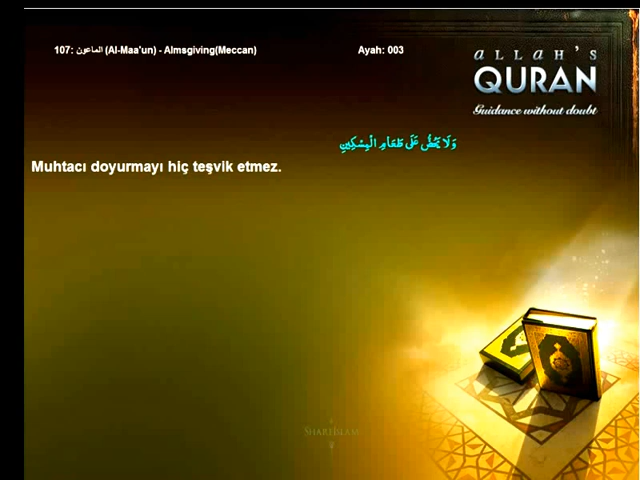 107: الماعون (Al-Maa'un) - Almsgiving(Meccan) Ayah: 003
ALLAH'S
QURAN
Guidance without doubt
وَلَا يَحُضُّ عَلَى طَعَامِ الْمِسْكِينِ
Muhtacı doyurmayı hiç teşvik etmez.
SHAREISLAM